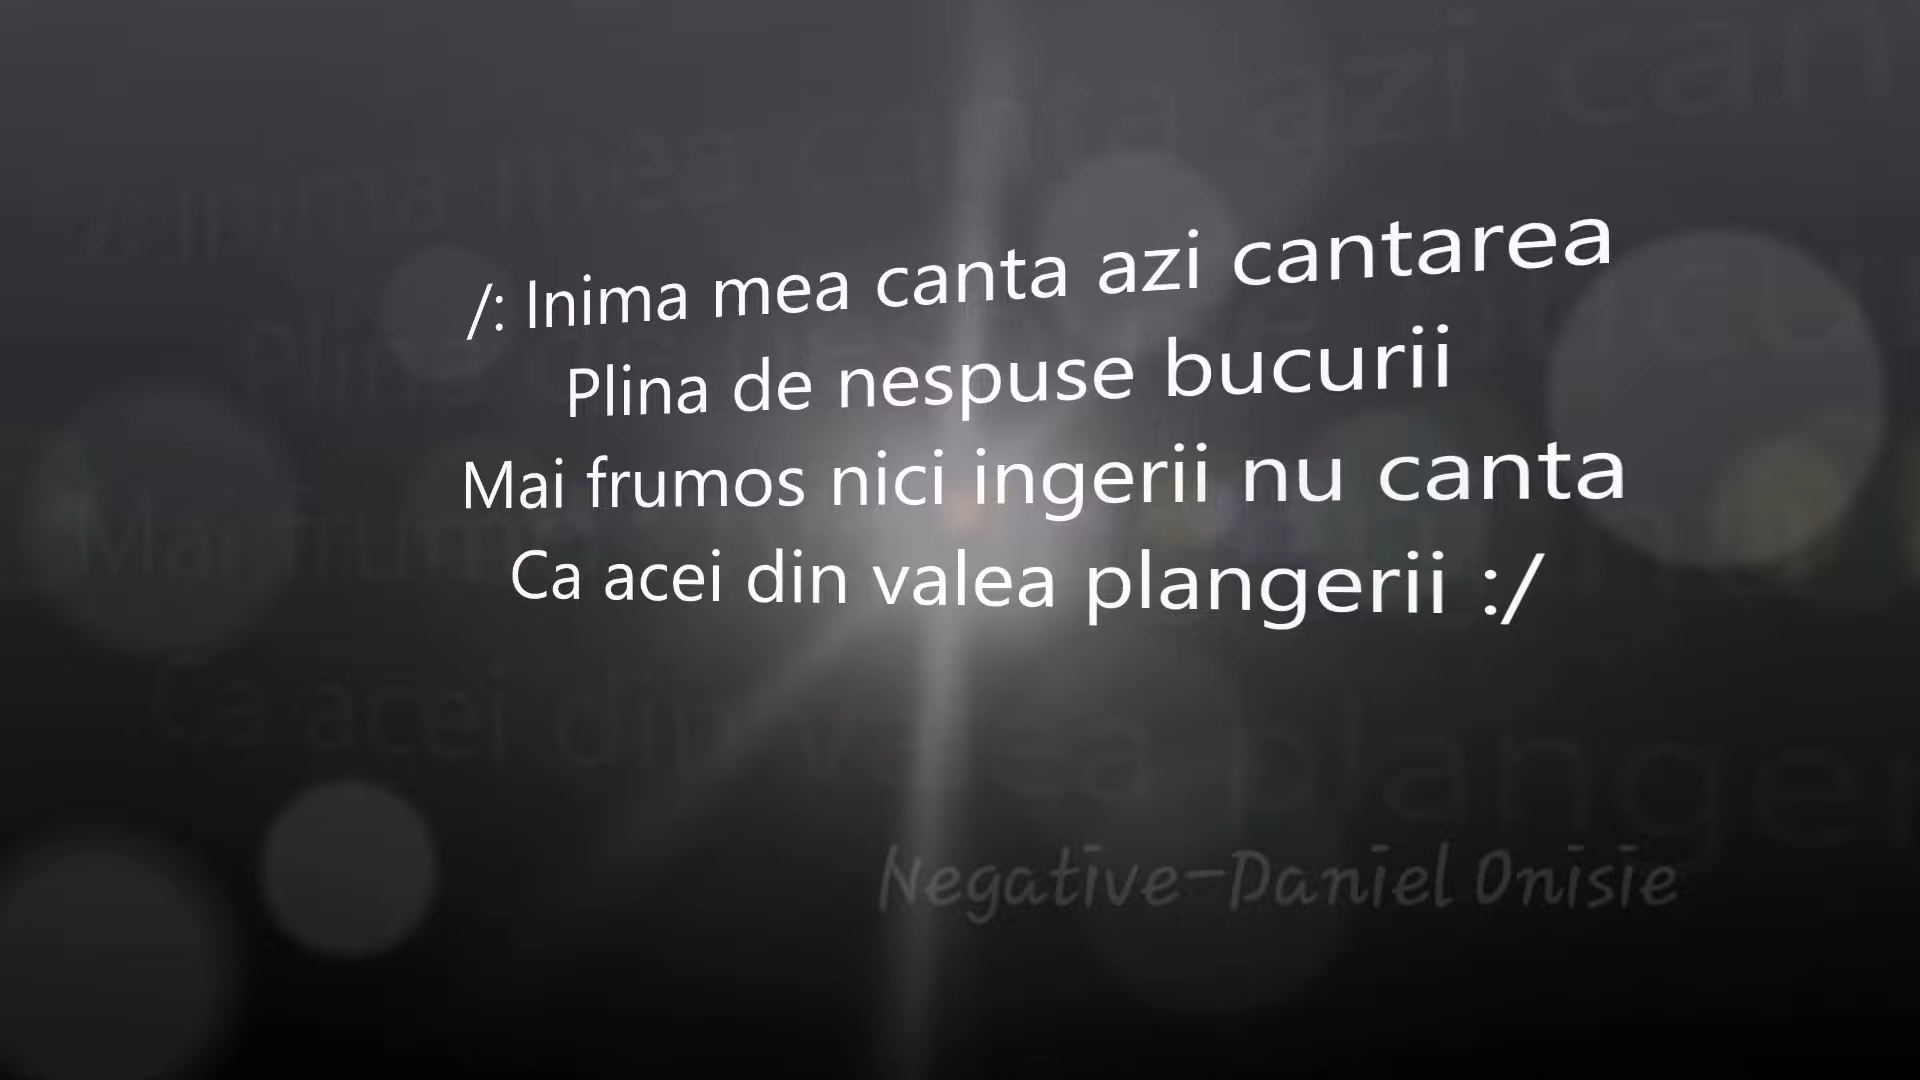 /: Inima mea canta azi cantarea
Plina de nespuse bucurii
Mai frumos nici ingerii nu canta
Ca acei din valea plangerii :/
Negative-Daniel Onisie